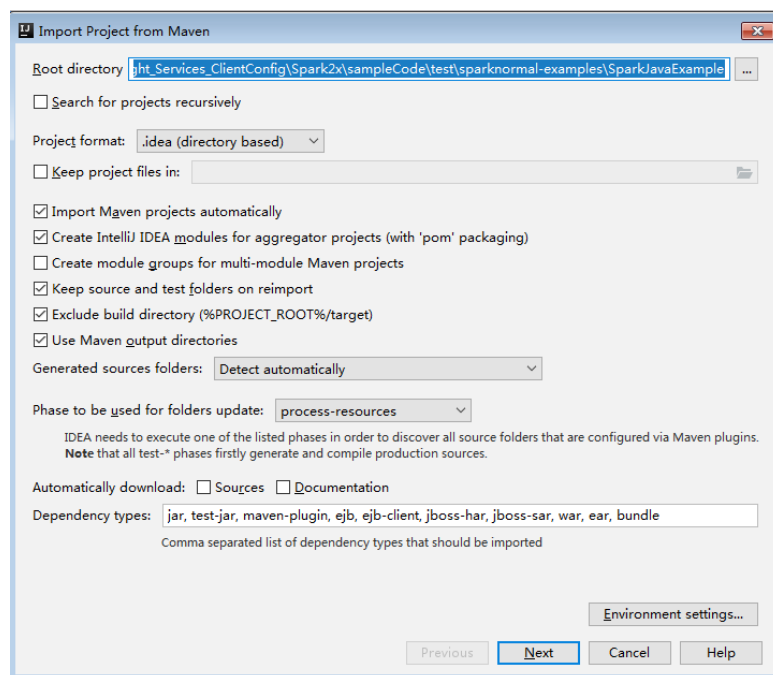 Import Project from Maven
Root directory ght_Services_ClientConfig\Spark2x\sampleCode\test\sparknormal-examples\SparkJavaExample ...
Search for projects recursively
Project format: .idea (directory based)
Keep project files in:
Import Maven projects automatically
Create IntelliJ IDEA modules for aggregator projects (with 'pom' packaging)
Create module groups for multi-module Maven projects
Keep source and test folders on reimport
Exclude build directory (%PROJECT_ROOT%/target)
Use Maven output directories
Generated sources folders: Detect automatically
Phase to be used for folders update: process-resources
IDEA needs to execute one of the listed phases in order to discover all source folders that are configured via Maven plugins.
Note that all test-* phases firstly generate and compile production sources.
Automatically download: Sources Documentation
Dependency types: jar, test-jar, maven-plugin, ejb, ejb-client, jboss-har, jboss-sar, war, ear, bundle
Comma separated list of dependency types that should be imported
Environment settings...
Previous Next Cancel Help